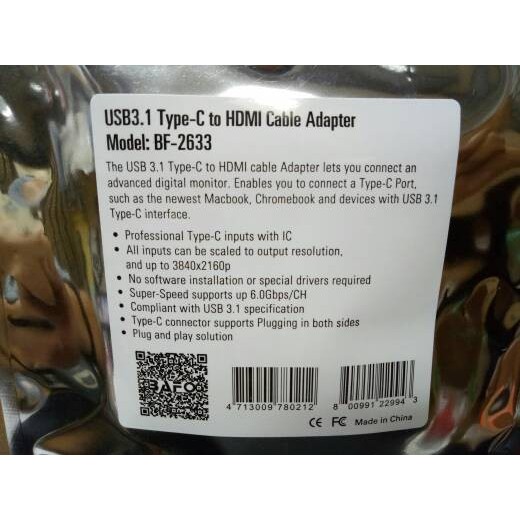 USB3.1 Type-C to HDMI Cable Adapter
Model: BF-2633
The USB 3.1 Type-C to HDMI cable Adapter lets you connect an
advanced digital monitor. Enables you to connect a Type-C Port,
such as the newest Macbook, Chromebook and devices with USB 3.1
Type-C interface.
• Professional Type-C inputs with IC
• All inputs can be scaled to output resolution,
and up to 3840x2160p
• No software installation or special drivers required
• Super-Speed supports up 6.0Gbps/CH
• Compliant with USB 3.1 specification
• Type-C connector supports Plugging in both sides
• Plug and play solution
BAFO
4 713009 780212
8 00991 22994 3
CE FC Made in China